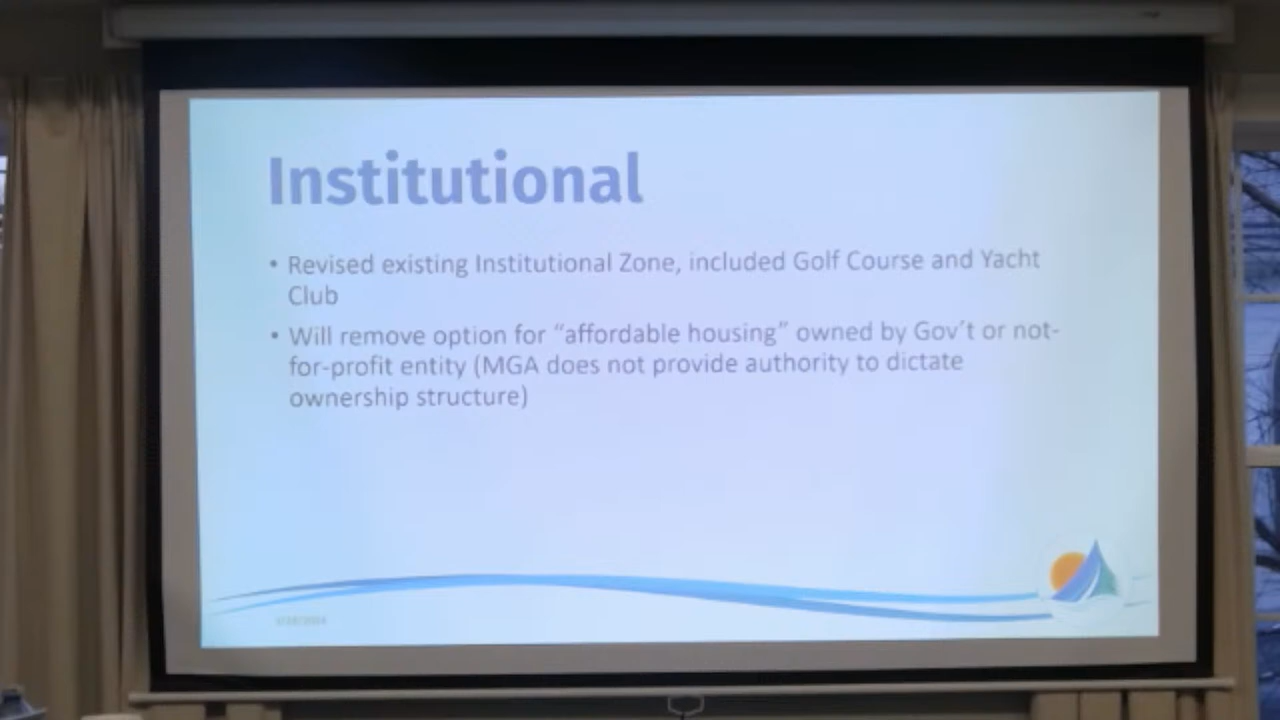 Institutional
• Revised existing Institutional Zone, included Golf Course and Yacht
Club
• Will remove option for “affordable housing” owned by Gov’t or not-
for-profit entity (MGA does not provide authority to dictate
ownership structure)